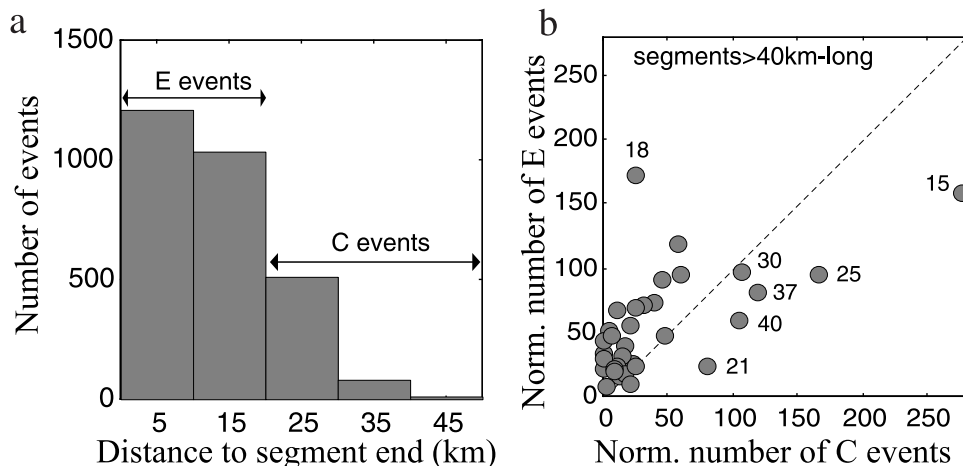 a
1500
1000
500
0
E events
C events
5 15 25 35 45
Number of events
Distance to segment end (km)
b
segments>40km-long
250
200
150
100
50
0
18
15
30
25
37
40
21
0 50 100 150 200 250
Norm. number of E events
Norm. number of C events